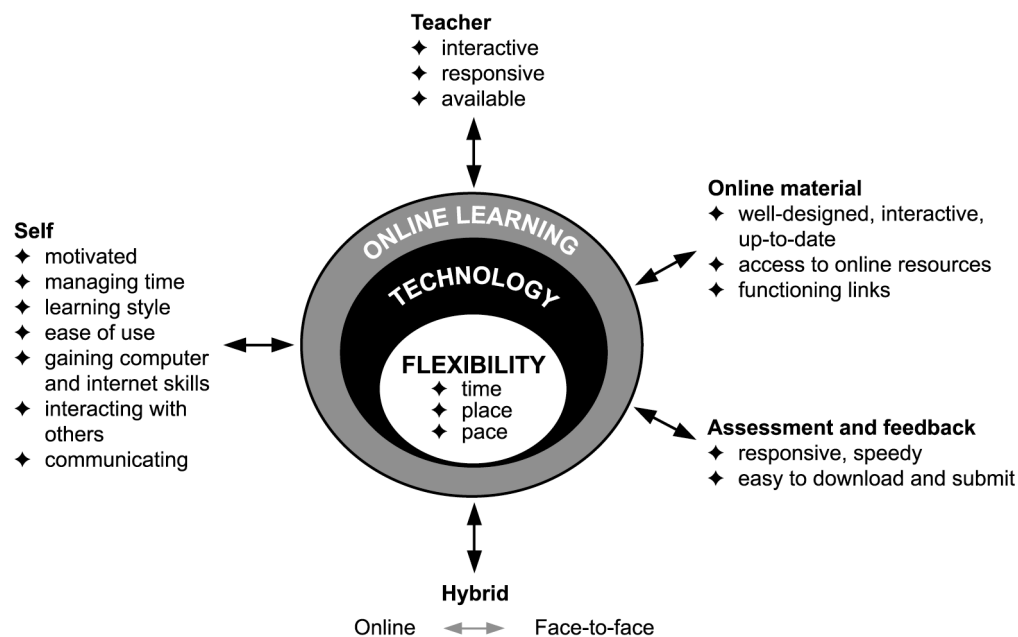 Teacher
✦ interactive
✦ responsive
✦ available
Self
✦ motivated
✦ managing time
✦ learning style
✦ ease of use
✦ gaining computer
and internet skills
✦ interacting with
others
✦ communicating
ONLINE LEARNING
TECHNOLOGY
FLEXIBILITY
✦ time
✦ place
✦ pace
Online material
✦ well-designed, interactive,
up-to-date
✦ access to online resources
✦ functioning links
Assessment and feedback
✦ responsive, speedy
✦ easy to download and submit
Hybrid
Online Face-to-face